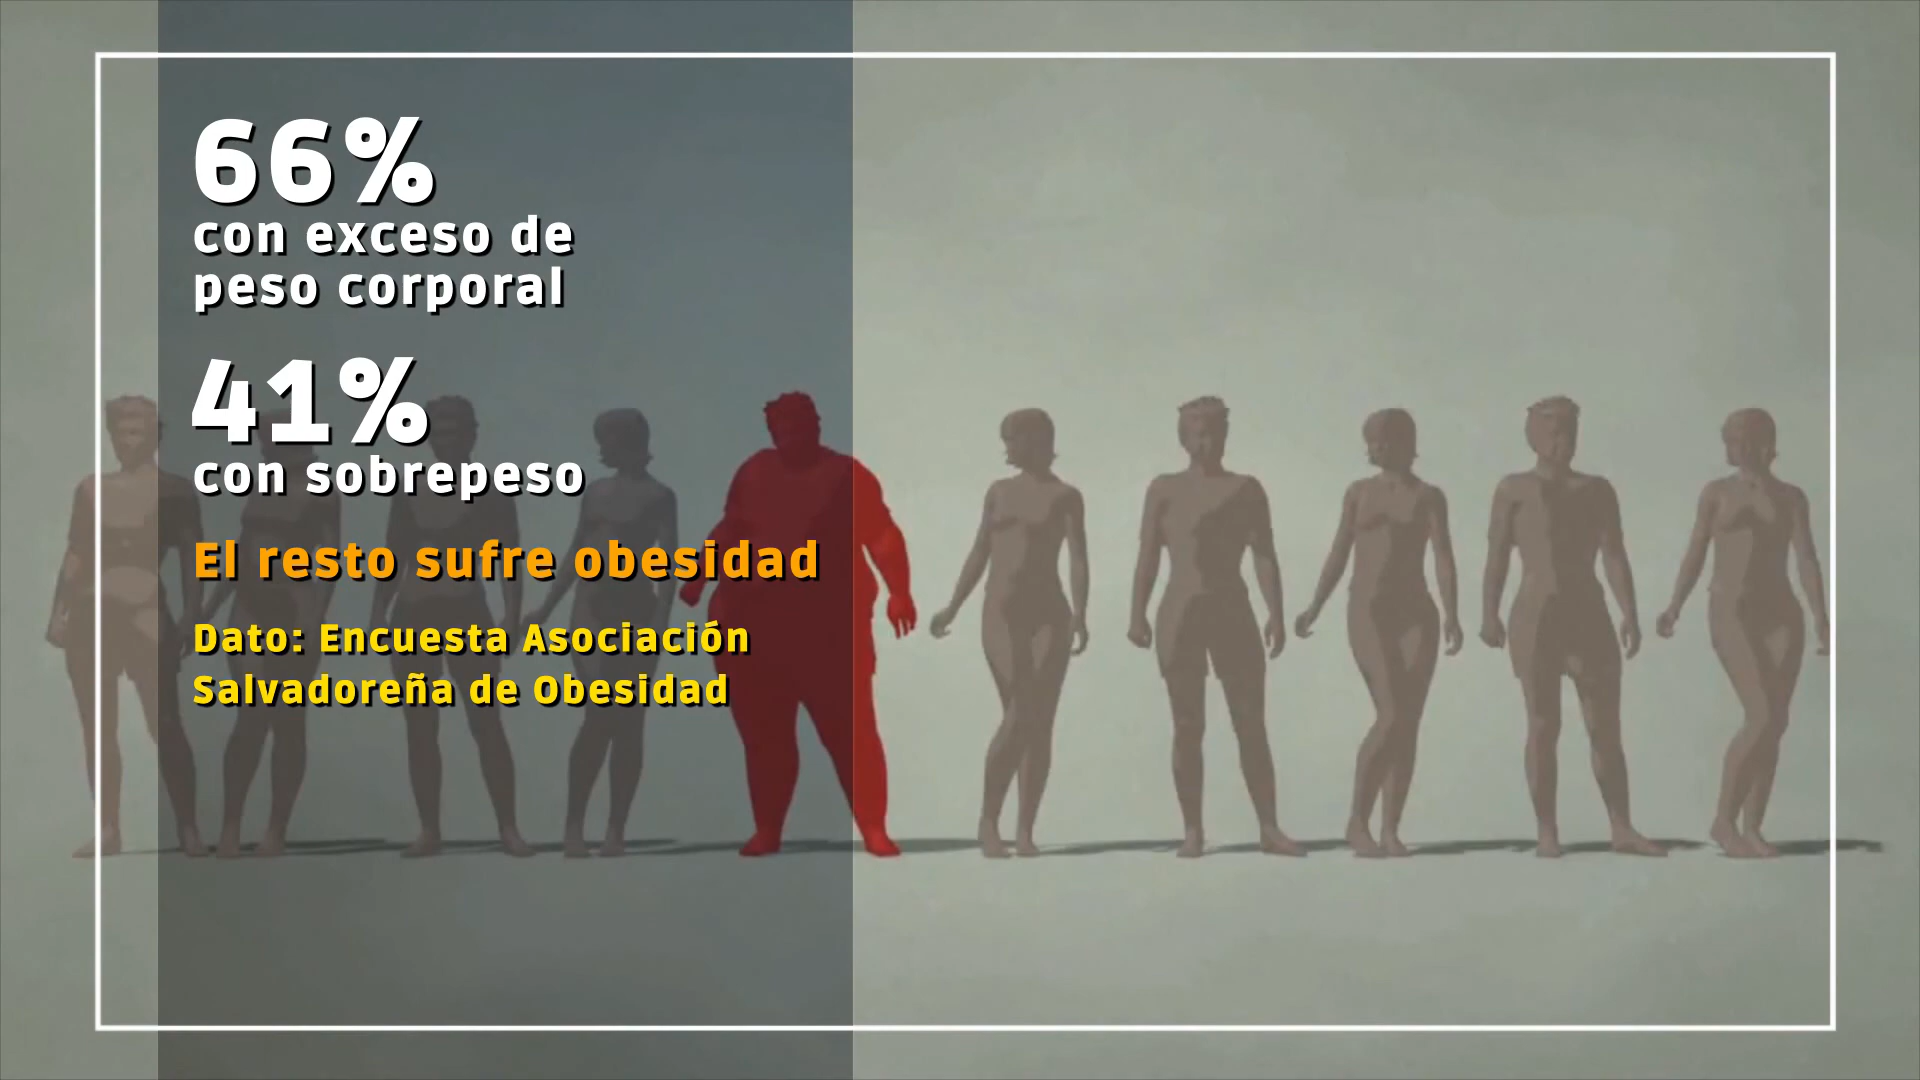 66%
con exceso de
peso corporal
41%
con sobrepeso
El resto sufre obesidad
Dato: Encuesta Asociación
Salvadoreña de Obesidad